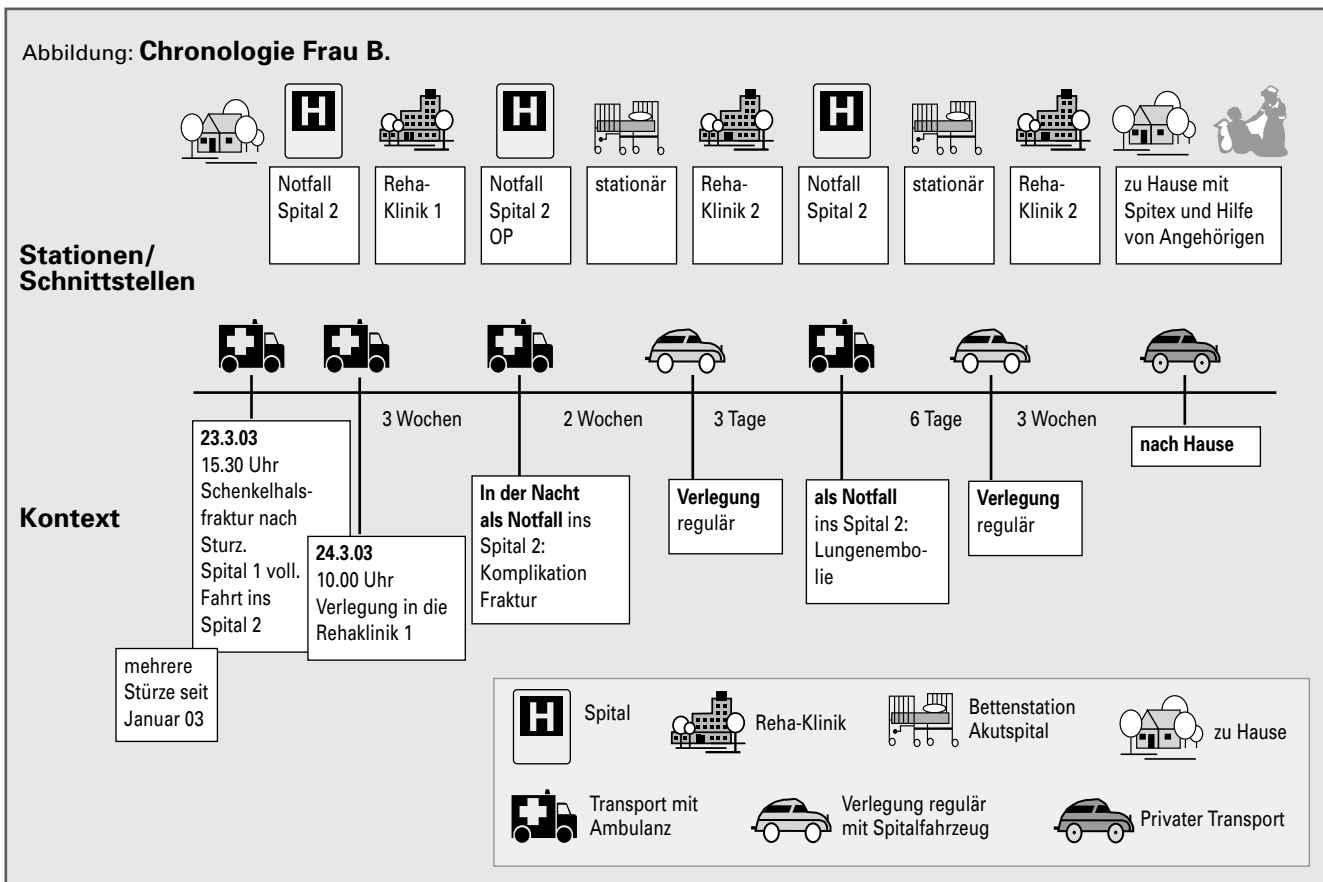 Abbildung: Chronologie Frau B.
Notfall
Spital 2
Reha-
Klinik 1
Notfall
Spital 2
OP
stationär
Reha-
Klinik 2
Notfall
Spital 2
stationär
Reha-
Klinik 2
zu Hause mit
Spitex und Hilfe
von Angehörigen
Stationen/
Schnittstellen
3 Wochen
2 Wochen
3 Tage
6 Tage
3 Wochen
Kontext
mehrere
Stürze seit
Januar 03
23.3.03
15.30 Uhr
Schenkelhals-
fraktur nach
Sturz.
Spital 1 voll.
Fahrt ins
Spital 2
24.3.03
10.00 Uhr
Verlegung in die
Rehaklinik 1
In der Nacht
als Notfall ins
Spital 2:
Komplikation
Fraktur
Verlegung
regulär
als Notfall
ins Spital 2:
Lungenembo-
lie
Verlegung
regulär
nach Hause
H Spital
Reha-Klinik
Bettenstation
Akutspital
zu Hause
Transport mit
Ambulanz
Verlegung regulär
mit Spitalfahrzeug
Privater Transport